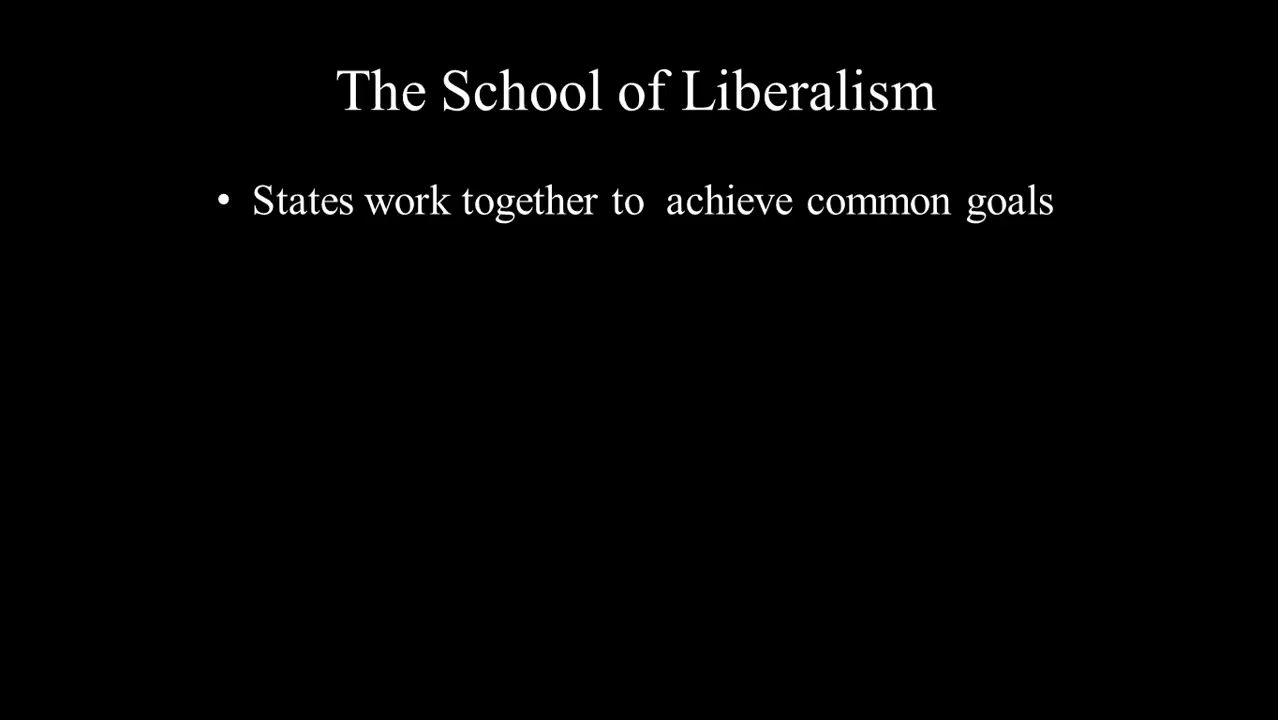 The School of Liberalism
• States work together to  achieve common goals